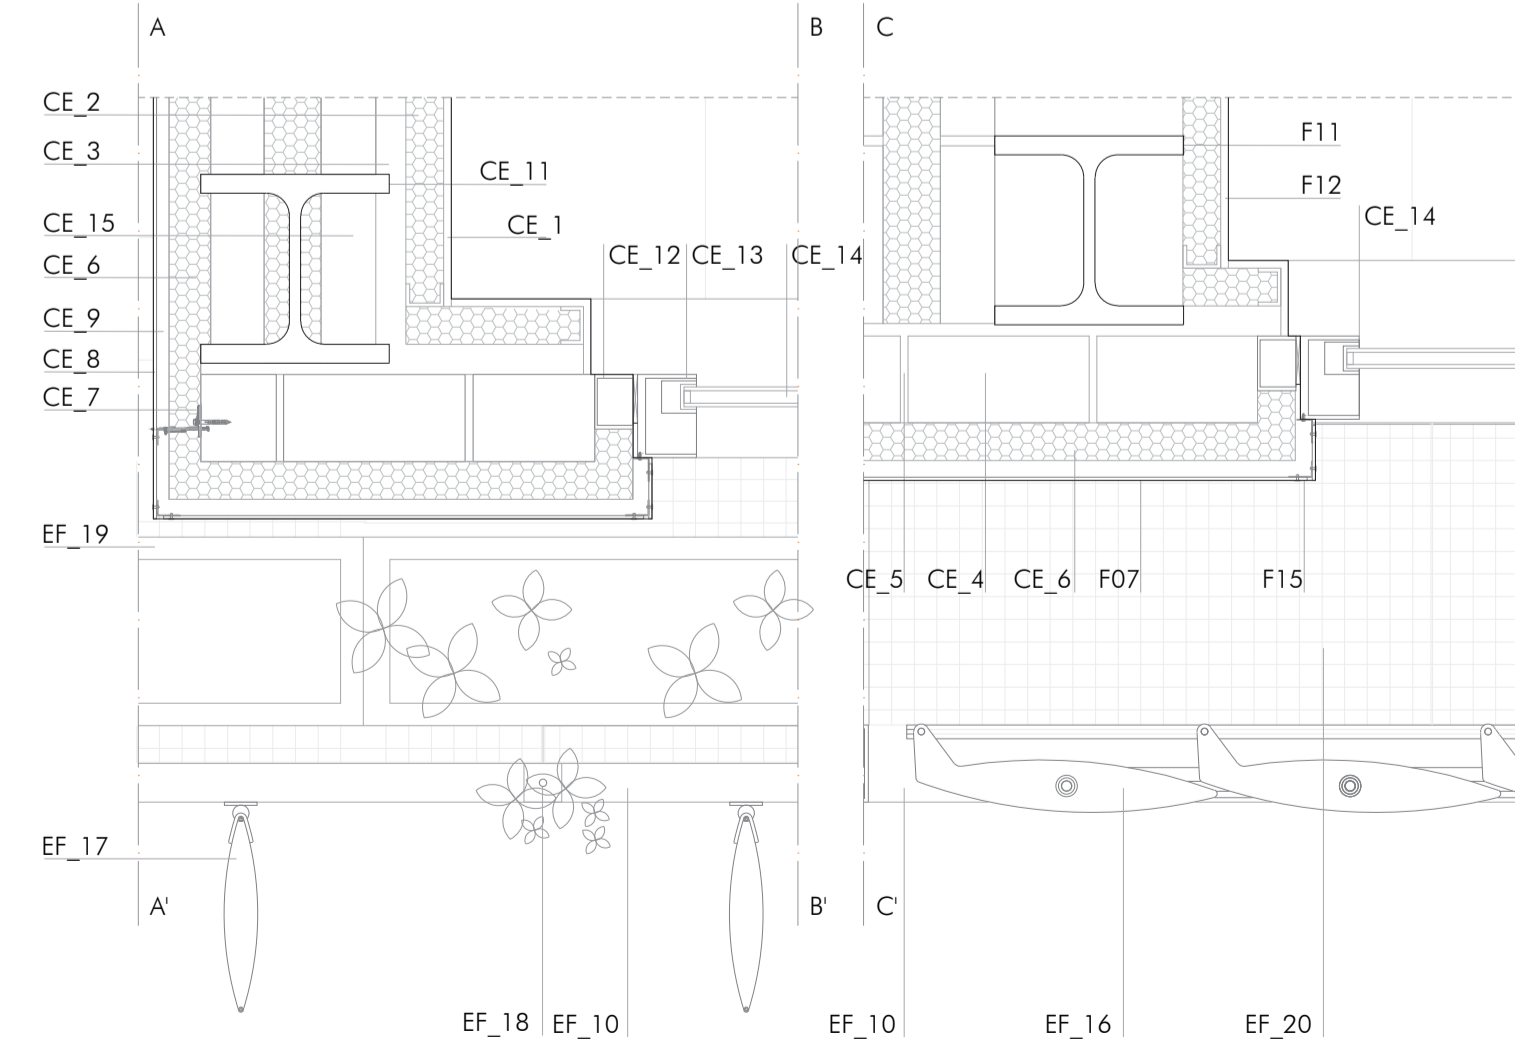 A
B
C
CE_2
CE_3
CE_11
F11
F12
CE_15
CE_1
CE_14
CE_6
CE_12
CE_13
CE_14
CE_9
CE_8
CE_7
EF_19
CE_5
CE_4
CE_6
F07
F15
EF_17
A'
B'
C'
EF_18
EF_10
EF_10
EF_16
EF_20